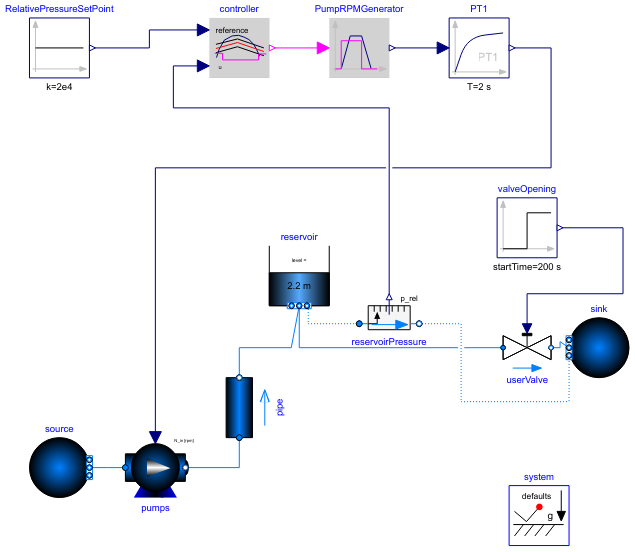 RelativePressureSetPoint
controller
PumpRPMGenerator
PT1
reference
u
PT1
k=2e4
T=2 s
valveOpening
startTime=200 s
reservoir
level =
2.2 m
p_rel
reservoirPressure
sink
userValve
pipe
source
N_in [rpm]
pumps
system
defaults
g